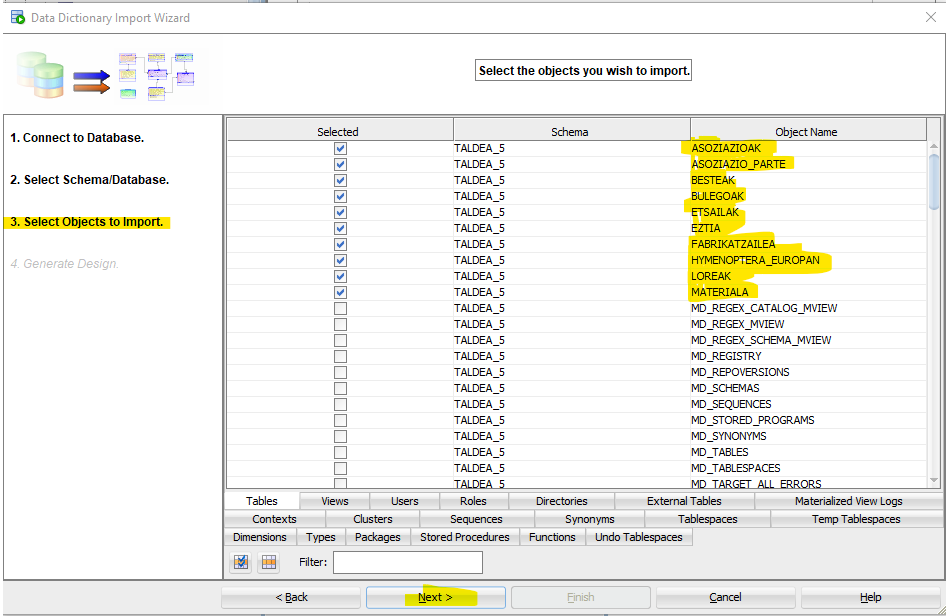 Data Dictionary Import Wizard
Select the objects you wish to import.
1. Connect to Database.
2. Select Schema/Database.
3. Select Objects to Import.
4. Generate Design.
Selected Schema Object Name
TALDEA_5 ASOZIAZIOAK
TALDEA_5 ASOZIAZIO_PARTE
TALDEA_5 BESTEAK
TALDEA_5 BULEGOAK
TALDEA_5 ETSAILAK
TALDEA_5 EZTIA
TALDEA_5 FABRIKATZAILEA
TALDEA_5 HYMENOPTERA_EUROPAN
TALDEA_5 LOREAK
TALDEA_5 MATERIALA
TALDEA_5 MD_REGEX_CATALOG_MVIEW
TALDEA_5 MD_REGEX_MVIEW
TALDEA_5 MD_REGEX_SCHEMA_MVIEW
TALDEA_5 MD_REGISTRY
TALDEA_5 MD_REPOVERSIONS
TALDEA_5 MD_SCHEMAS
TALDEA_5 MD_SEQUENCES
TALDEA_5 MD_STORED_PROGRAMS
TALDEA_5 MD_SYNONYMS
TALDEA_5 MD_TABLES
TALDEA_5 MD_TABLESPACES
TALDEA_5 MD_TARGET_ALL_ERRORS
Tables Views Users Roles Directories External Tables Materialized View Logs
Contexts Clusters Sequences Synonyms Tablespaces Temp Tablespaces
Dimensions Types Packages Stored Procedures Functions Undo Tablespaces
Filter:
< Back Next > Finish Cancel Help